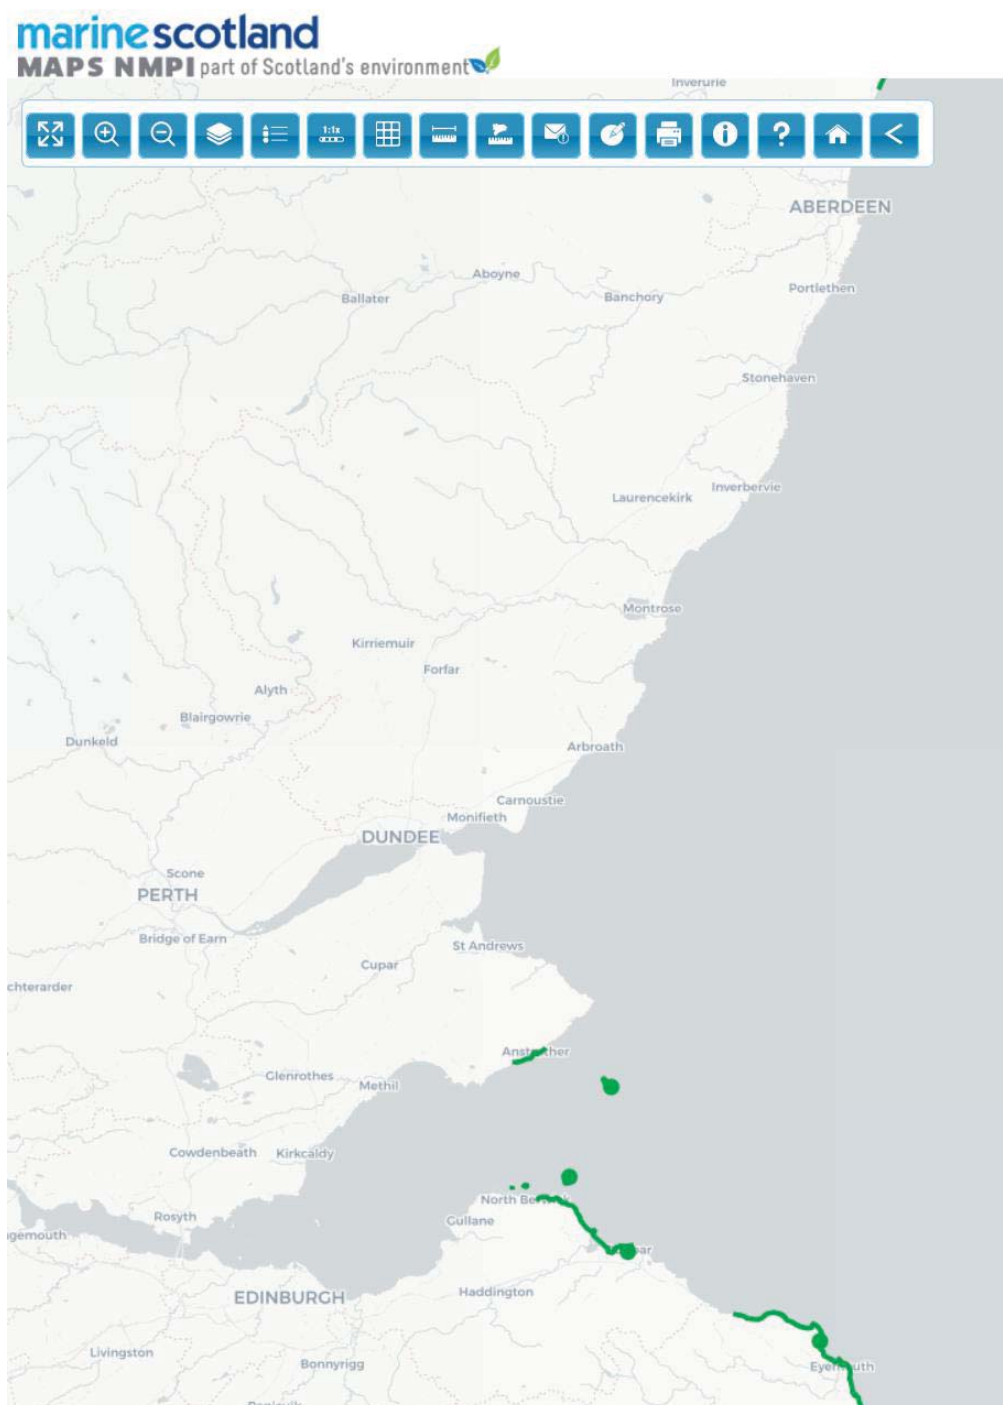 marinescotland
MAPS NMPI part of Scotland's environment
Inverurie
1:1x
i
?
<
ABERDEEN
Aboyne
Ballater
Banchory
Portlethen
Stonehaven
Inverbervie
Laurencekirk
Montrose
Kirriemuir
Forfar
Alyth
Blairgowrie
Dunkeld
Arbroath
Carnoustie
Monifieth
DUNDEE
Scone
PERTH
Bridge of Earn
St Andrews
Cupar
chterarder
Glenrothes
Methil
Cowdenbeath
Kirkcaldy
Rosyth
gemouth
Gullane
EDINBURGH
Haddington
Livingston
Bonnyrigg